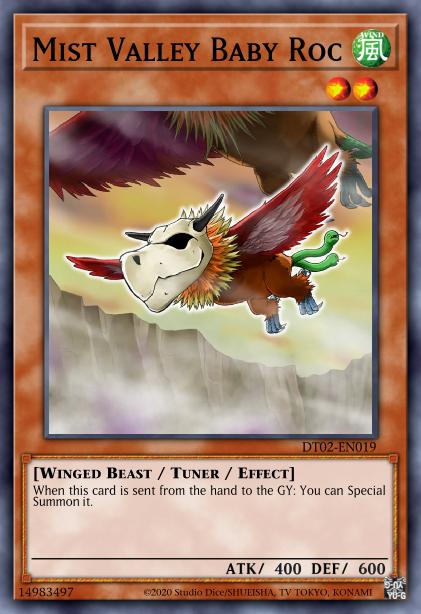 Mist Valley Baby Roc
WIND
風
DT02-EN019
[Winged Beast / Tuner / Effect]
When this card is sent from the hand to the GY: You can Special
Summon it.
ATK/ 400 DEF/ 600
14983497
©2020 Studio Dice/SHUEISHA, TV TOKYO, KONAMI